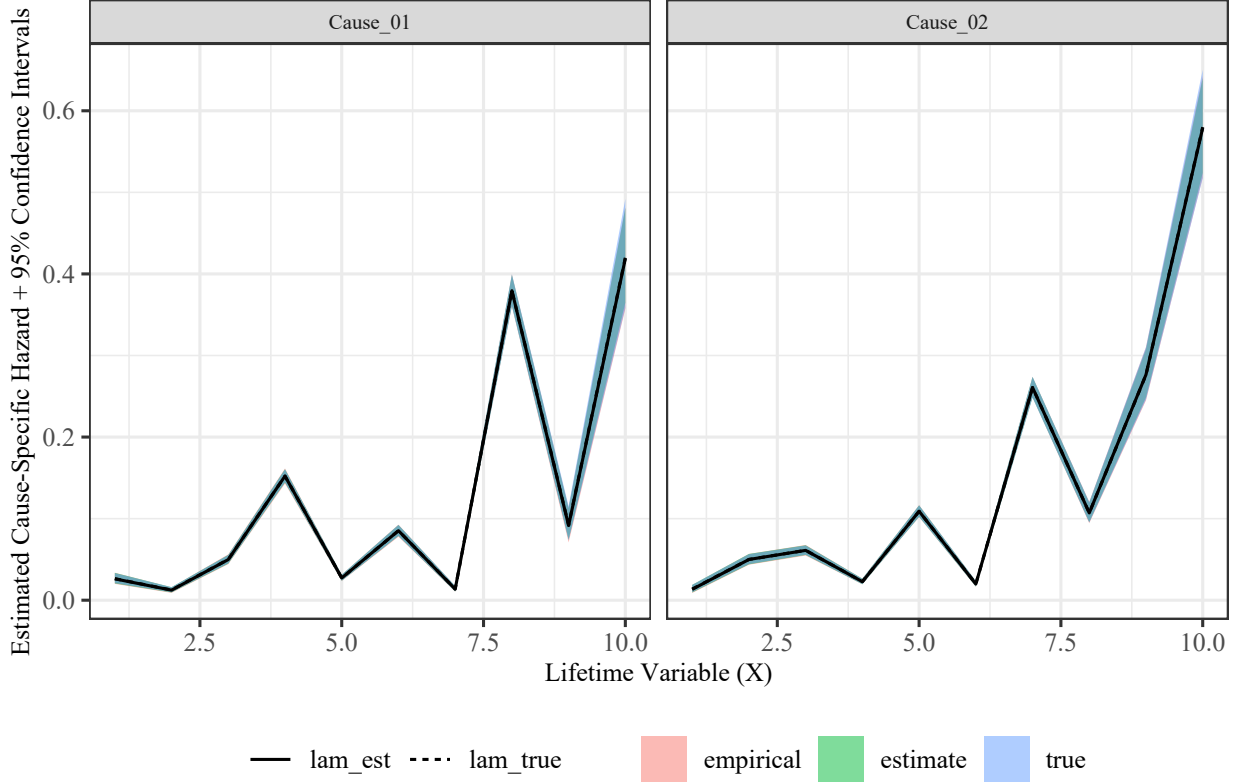 Cause_01
Cause_02
Estimated Cause-Specific Hazard + 95% Confidence Intervals
0.6
0.4
0.2
0.0
2.5 5.0 7.5 10.0
2.5 5.0 7.5 10.0
Lifetime Variable (X)
lam_est lam_true empirical estimate true